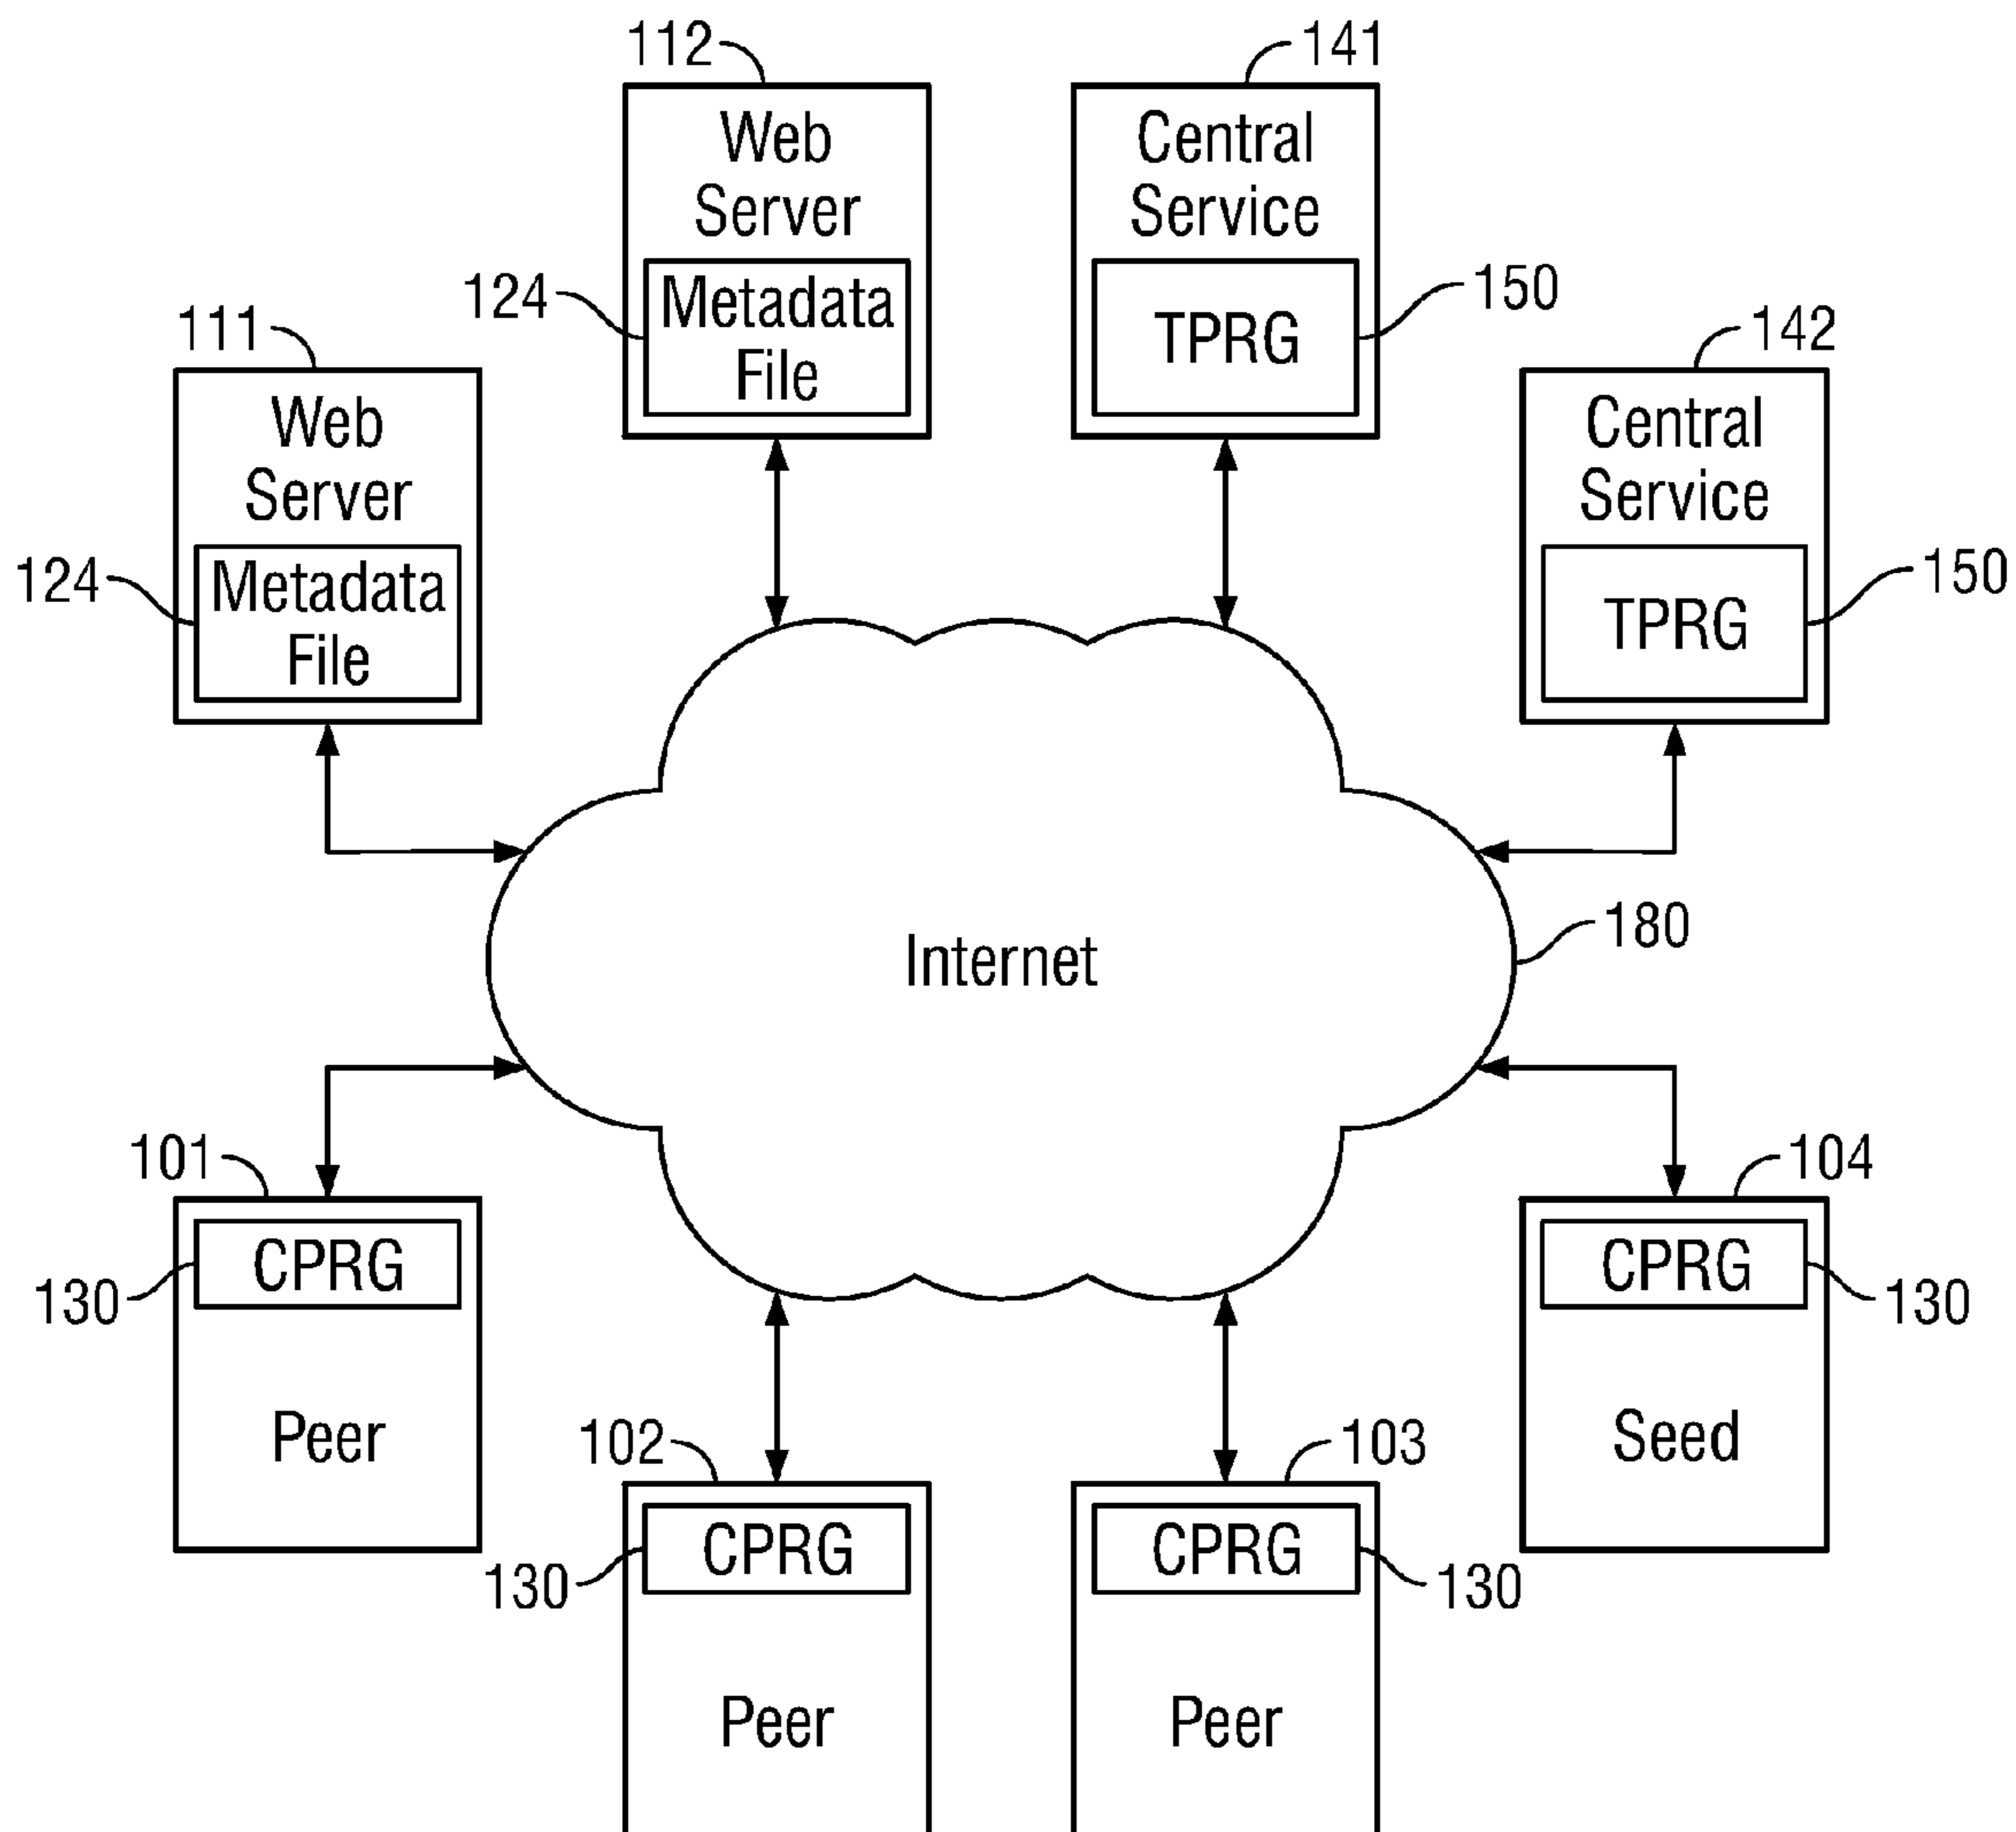 112
141
Web
Server
Central
Service
124
Metadata
File
TPRG
150
111
142
Web
Server
Central
Service
124
Metadata
File
TPRG
150
Internet
180
101
104
CPRG
130
Peer
CPRG
130
Seed
102
103
CPRG
130
Peer
CPRG
130
Peer